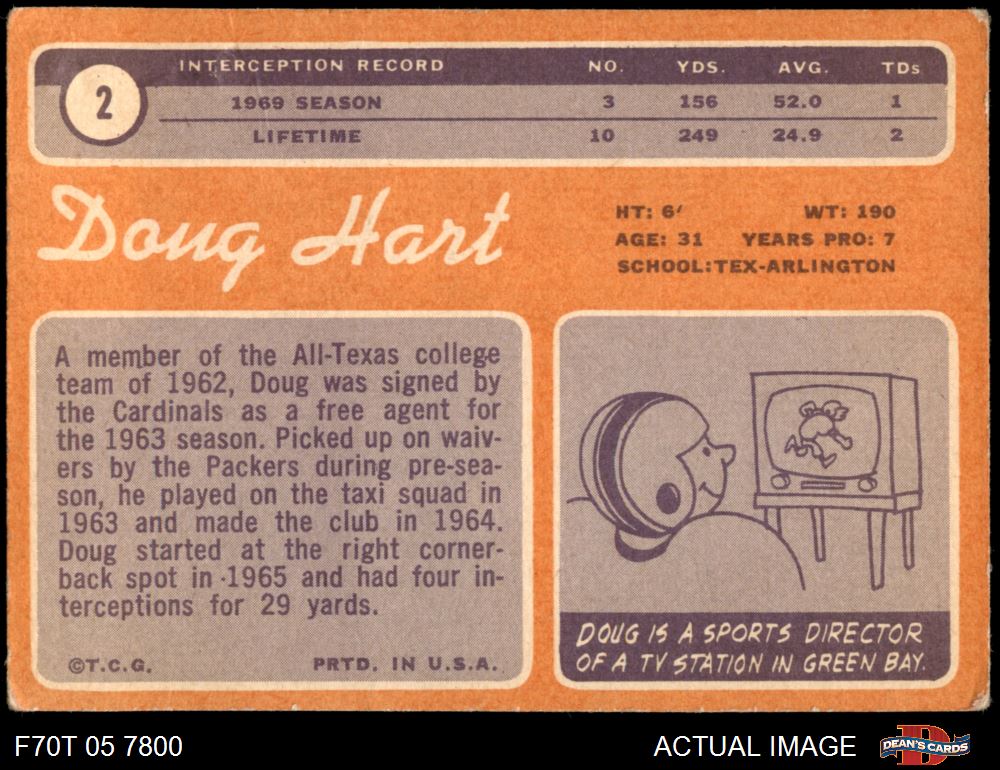 2
INTERCEPTION RECORD NO. YDS. AVG. TDs
1969 SEASON 3 156 52.0 1
LIFETIME 10 249 24.9 2
Doug Hart
HT: 6' WT: 190
AGE: 31 YEARS PRO: 7
SCHOOL:TEX-ARLINGTON
A member of the All-Texas college
team of 1962, Doug was signed by
the Cardinals as a free agent for
the 1963 season. Picked up on waiv-
ers by the Packers during pre-sea-
son, he played on the taxi squad in
1963 and made the club in 1964.
Doug started at the right corner-
back spot in 1965 and had four in-
terceptions for 29 yards.
©T.C.G. PRTD. IN U.S.A.
DOUG IS A SPORTS DIRECTOR
OF A TV STATION IN GREEN BAY.
F70T 05 7800
ACTUAL IMAGE
D
DEAN'S CARDS